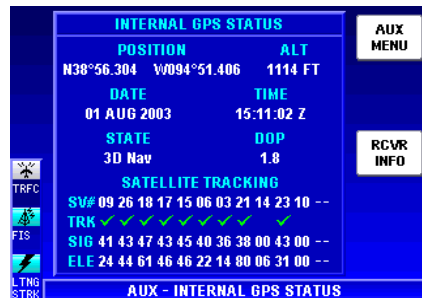 INTERNAL GPS STATUS
AUX
MENU
POSITION ALT
N38°56.304 W094°51.406 1114 FT
DATE TIME
01 AUG 2003 15:11:02 Z
STATE DOP
3D Nav 1.8
RCVR
INFO
SATELLITE TRACKING
SV# 09 26 18 17 15 06 03 21 14 23 10 --
TRK ✓ ✓ ✓ ✓ ✓ ✓ ✓ ✓ ✓
SIG 41 43 47 43 45 40 36 38 00 43 00 --
ELE 24 44 61 46 46 22 14 80 06 31 00 --
TRFC
FIS
LTNG
STRK
AUX - INTERNAL GPS STATUS